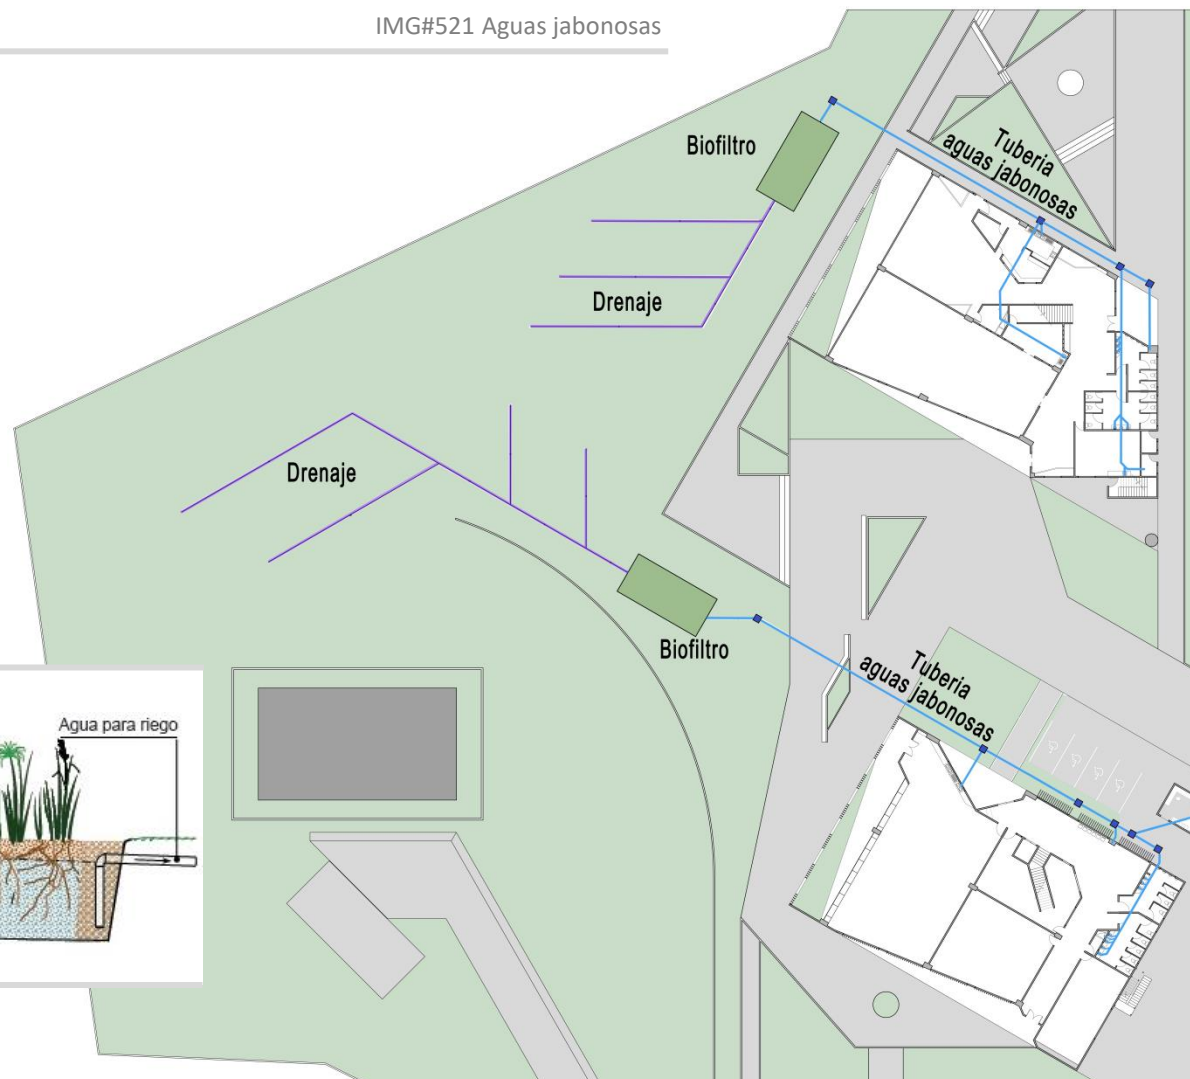 IMG#521 Aguas jabonosas
Biofiltro
Tuberia
aguas jabonosas
Drenaje
Drenaje
Biofiltro
Tuberia
aguas jabonosas
Agua para riego